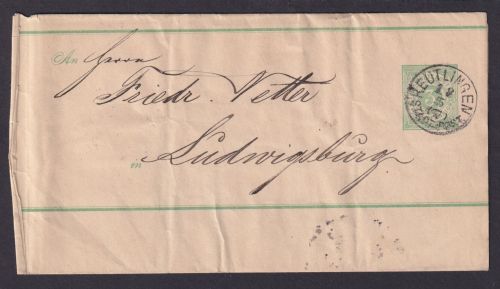 An Herrn
Friedr. Vetter
in
Ludwigsburg
REUTLINGEN